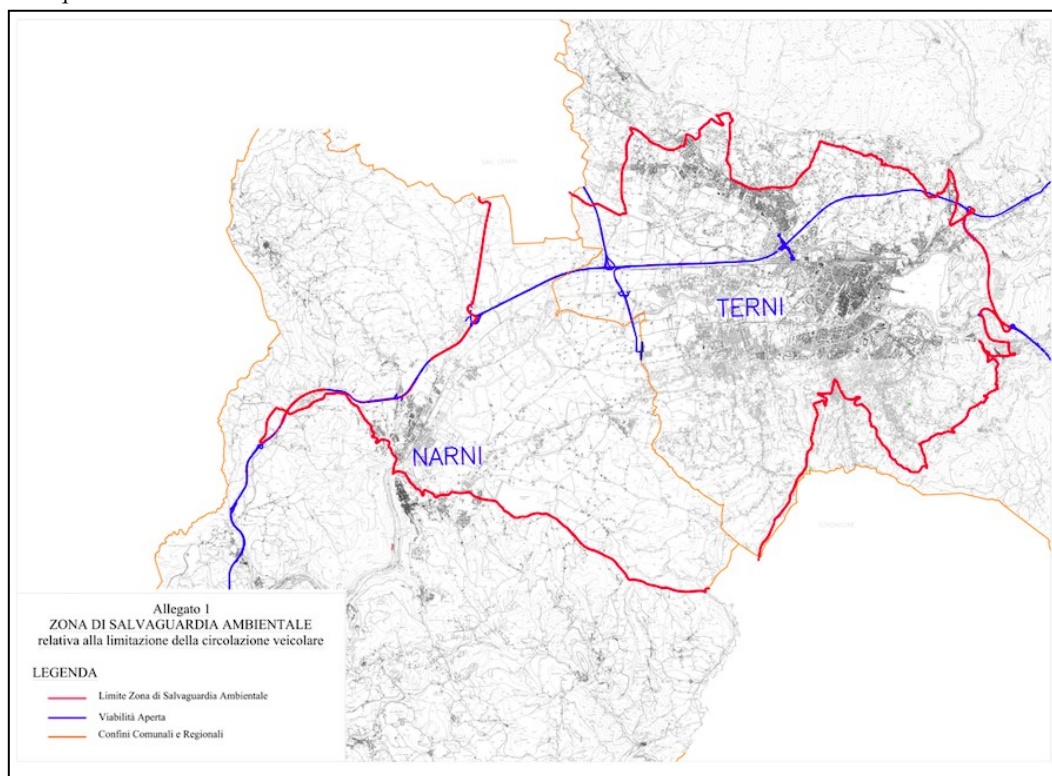 TERNI
NARNI
Allegato 1
ZONA DI SALVAGUARDIA AMBIENTALE
relativa alla limitazione della circolazione veicolare
LEGENDA
Limite Zona di Salvaguardia Ambientale
Viabilità Aperta
Confini Comunali e Regionali